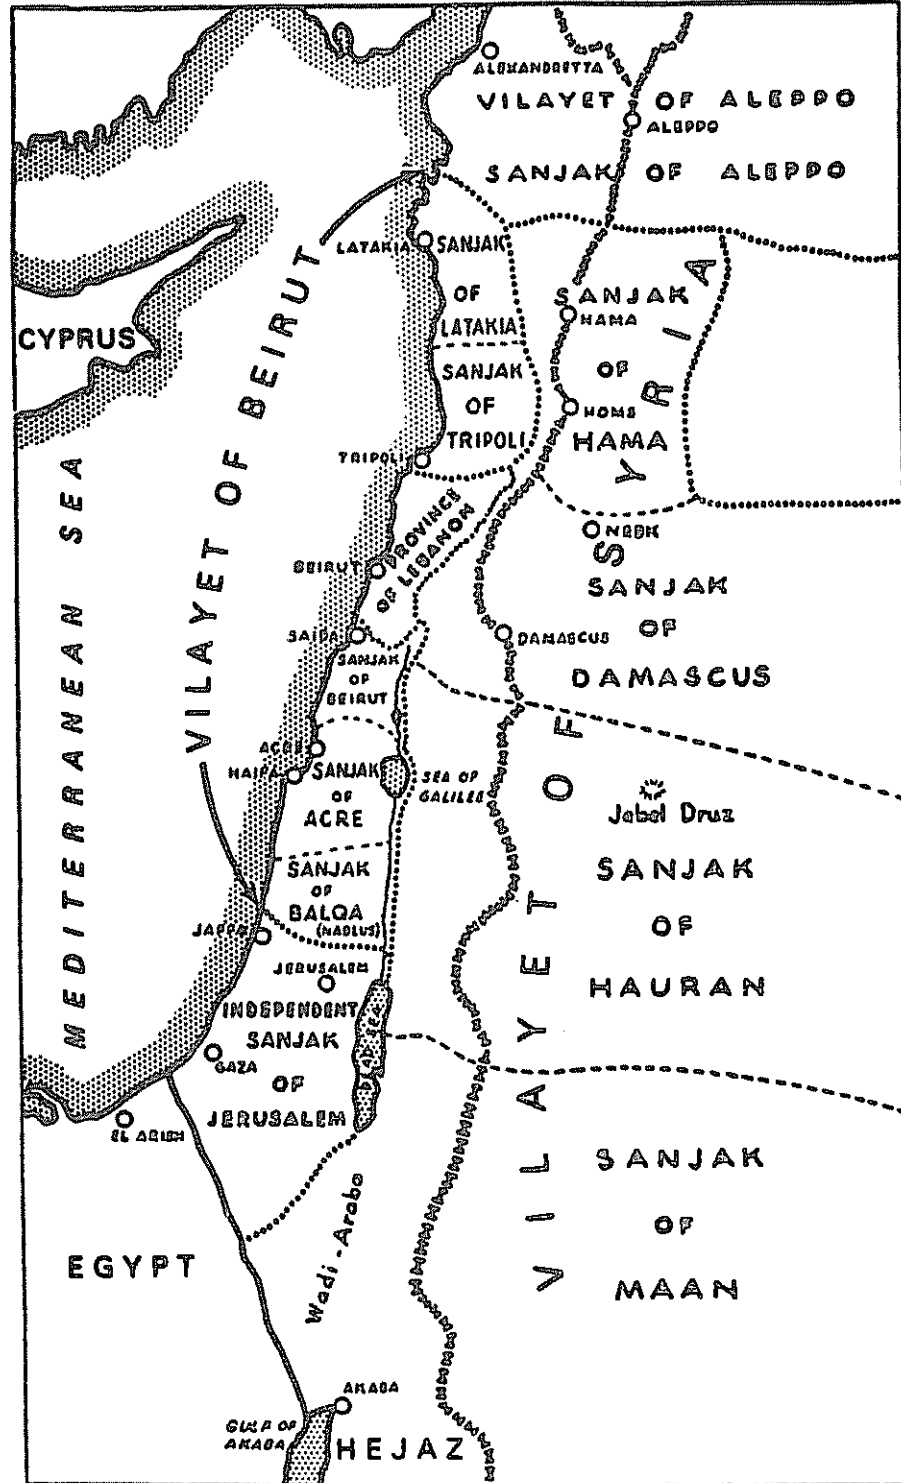 ALEXANDRETTA
VILAYET OF ALEPPO
ALEPPO
SANJAK OF ALEPPO
LATAKIA
SANJAK
OF
LATAKIA
SANJAK
HAMA
OF
HOMS
HAMA
CYPRUS
SANJAK
OF
TRIPOLI
TRIPOLI
VILAYET OF BEIRUT
MEDITERRANEAN SEA
PROVINCE
OF LEBANON
BEIRUT
NEBK
SANJAK
OF
DAMASCUS
DAMASCUS
SAIDA
SANJAK
OF
BEIRUT
ACRE
HAIFA
SANJAK
OF
ACRE
SEA OF
GALILEE
Jebel Druz
SANJAK
OF
HAURAN
SANJAK
OF
BALQA
(NABLUS)
JAFFA
JERUSALEM
INDEPENDENT
SANJAK
OF
JERUSALEM
DEAD SEA
GAZA
EL ARISH
VILAYET OF SYRIA
SANJAK
OF
MAAN
EGYPT
Wadi-Araba
AKABA
GULF OF
AKABA
HEJAZ